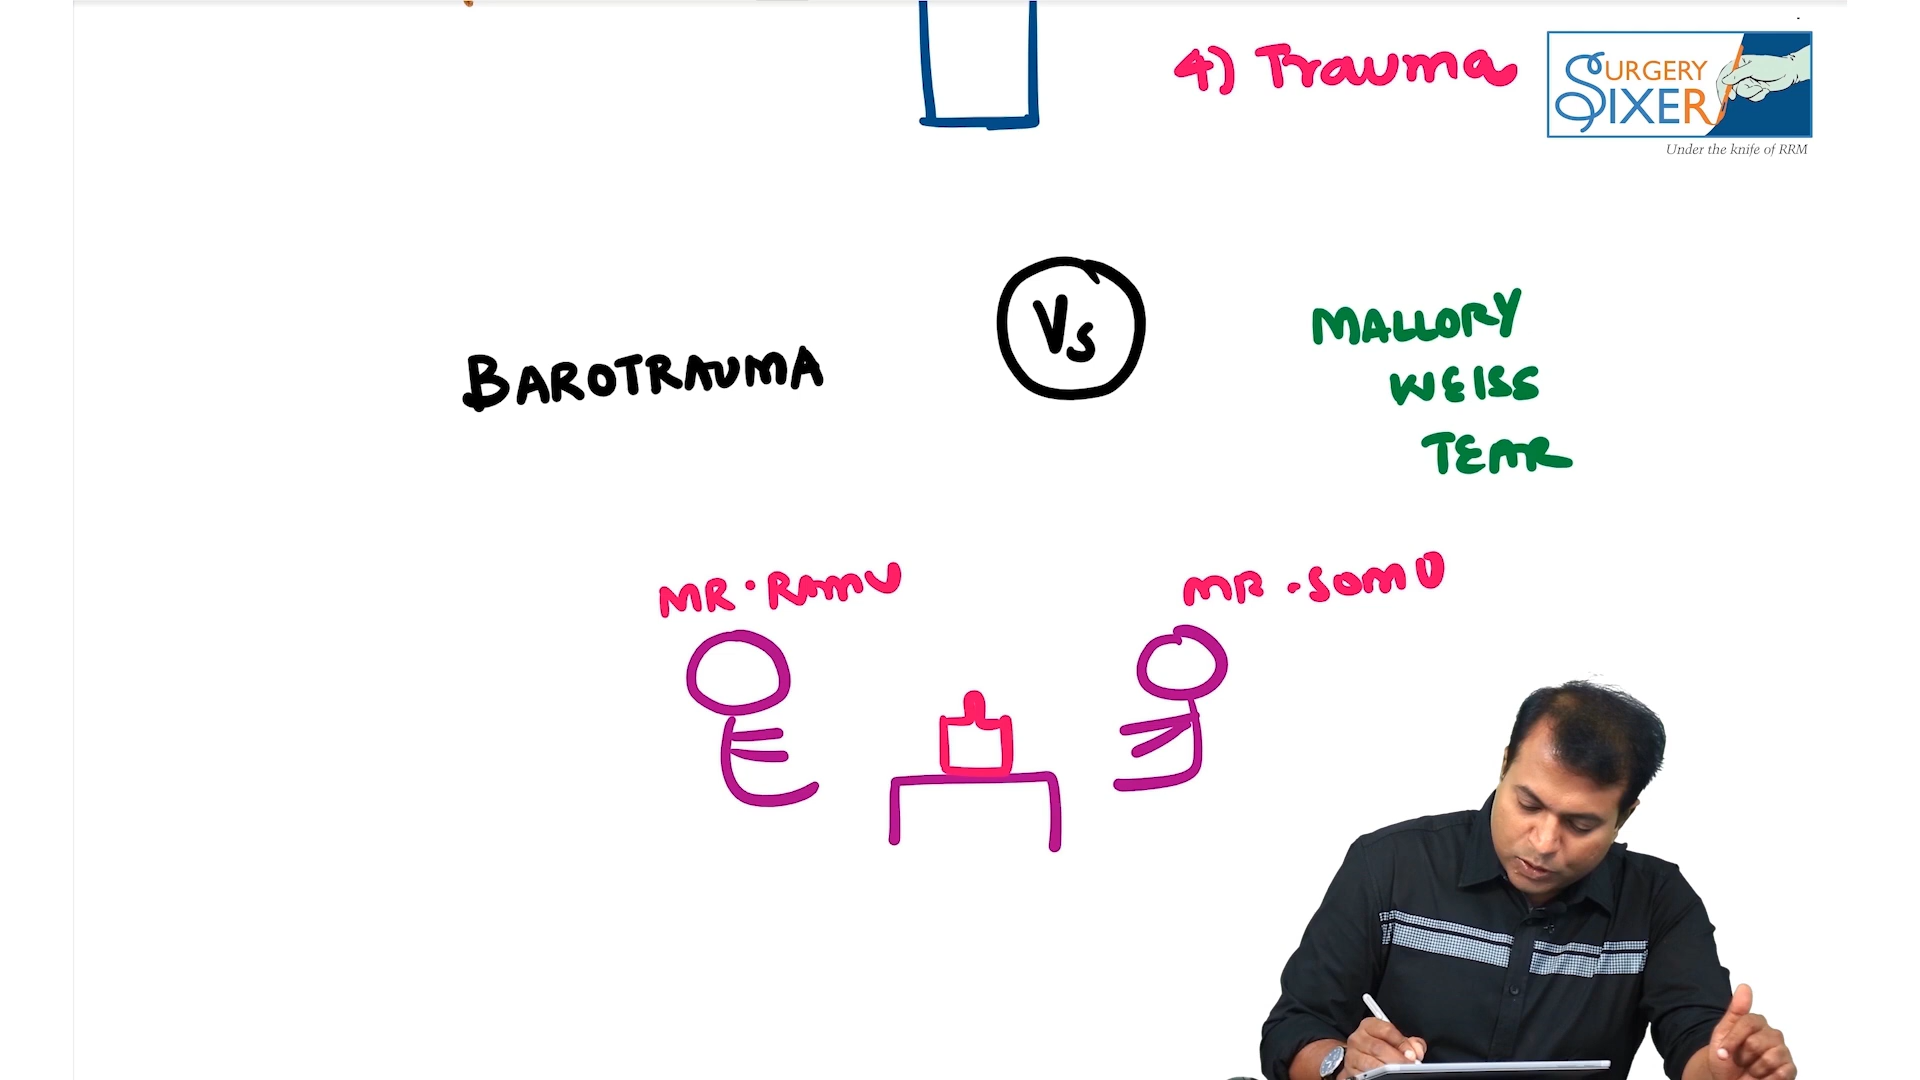 4) Trauma
SURGERY
SIXER
Under the knife of RRM
BAROTRAUMA
Vs
MALLORY
WEISS
TEAR
MR. RAMU
MR. SOMU